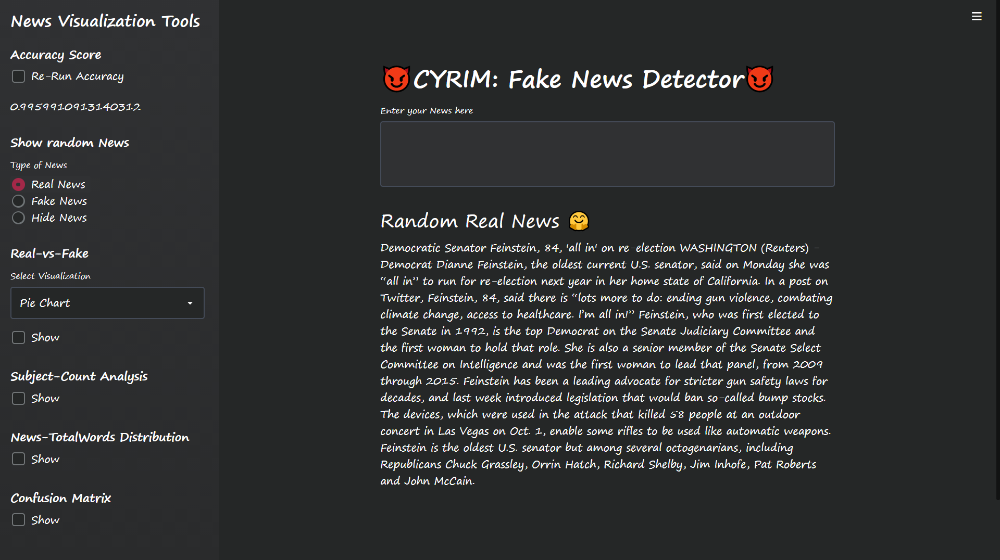 News Visualization Tools
Accuracy Score
Re-Run Accuracy
0.9959910913140312
Show random News
Type of News
Real News
Fake News
Hide News
Real-vs-Fake
Select Visualization
Pie Chart
Show
Subject-Count Analysis
Show
News-TotalWords Distribution
Show
Confusion Matrix
Show
😈CYRIM: Fake News Detector😈
Enter your News here
Random Real News 🤗
Democratic Senator Feinstein, 84, 'all in' on re-election WASHINGTON (Reuters) -
Democrat Dianne Feinstein, the oldest current U.S. senator, said on Monday she was
“all in” to run for re-election next year in her home state of California. In a post on
Twitter, Feinstein, 84, said there is “lots more to do: ending gun violence, combating
climate change, access to healthcare. I’m all in!” Feinstein, who was first elected to
the Senate in 1992, is the top Democrat on the Senate Judiciary Committee and
the first woman to hold that role. She is also a senior member of the Senate Select
Committee on Intelligence and was the first woman to lead that panel, from 2009
through 2015. Feinstein has been a leading advocate for stricter gun safety laws for
decades, and last week introduced legislation that would ban so-called bump stocks.
The devices, which were used in the attack that killed 58 people at an outdoor
concert in Las Vegas on Oct. 1, enable some rifles to be used like automatic weapons.
Feinstein is the oldest U.S. senator but among several octogenarians, including
Republicans Chuck Grassley, Orrin Hatch, Richard Shelby, Jim Inhofe, Pat Roberts
and John McCain.